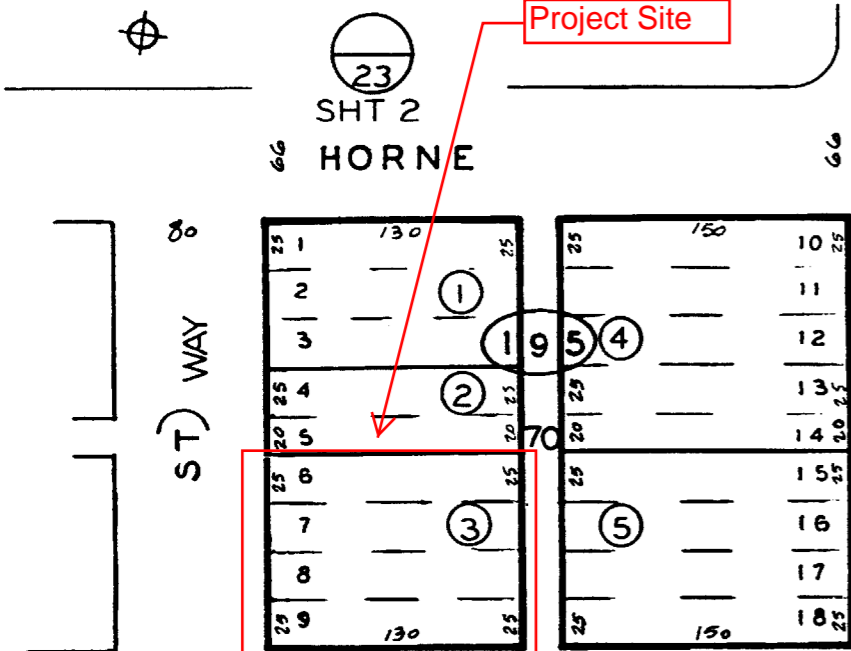 Project Site
23
SHT 2
66 HORNE 66
80
25 1 130 25
2 1
3
25 4 2 25
20 5 20
25 6 25
7 3
8
25 9 130 25
195
70
25 150 10 25
11
4 12
25 13 25
20 14 20
25 15 25
5 16
17
25 150 18 25
ST) WAY